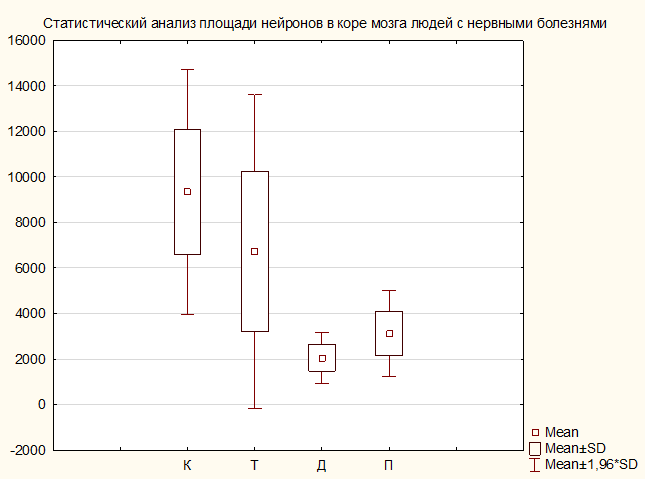 Статистический анализ площади нейронов в коре мозга людей с нервными болезнями
16000
14000
12000
10000
8000
6000
4000
2000
0
-2000
К Т Д П
Mean
Mean±SD
Mean±1,96*SD